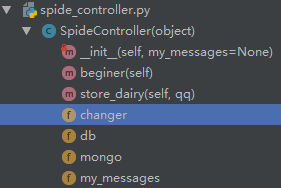 spide_controller.py
SpideController(object)
__init__(self, my_messages=None)
beginer(self)
store_dairy(self, qq)
changer
db
mongo
my_messages